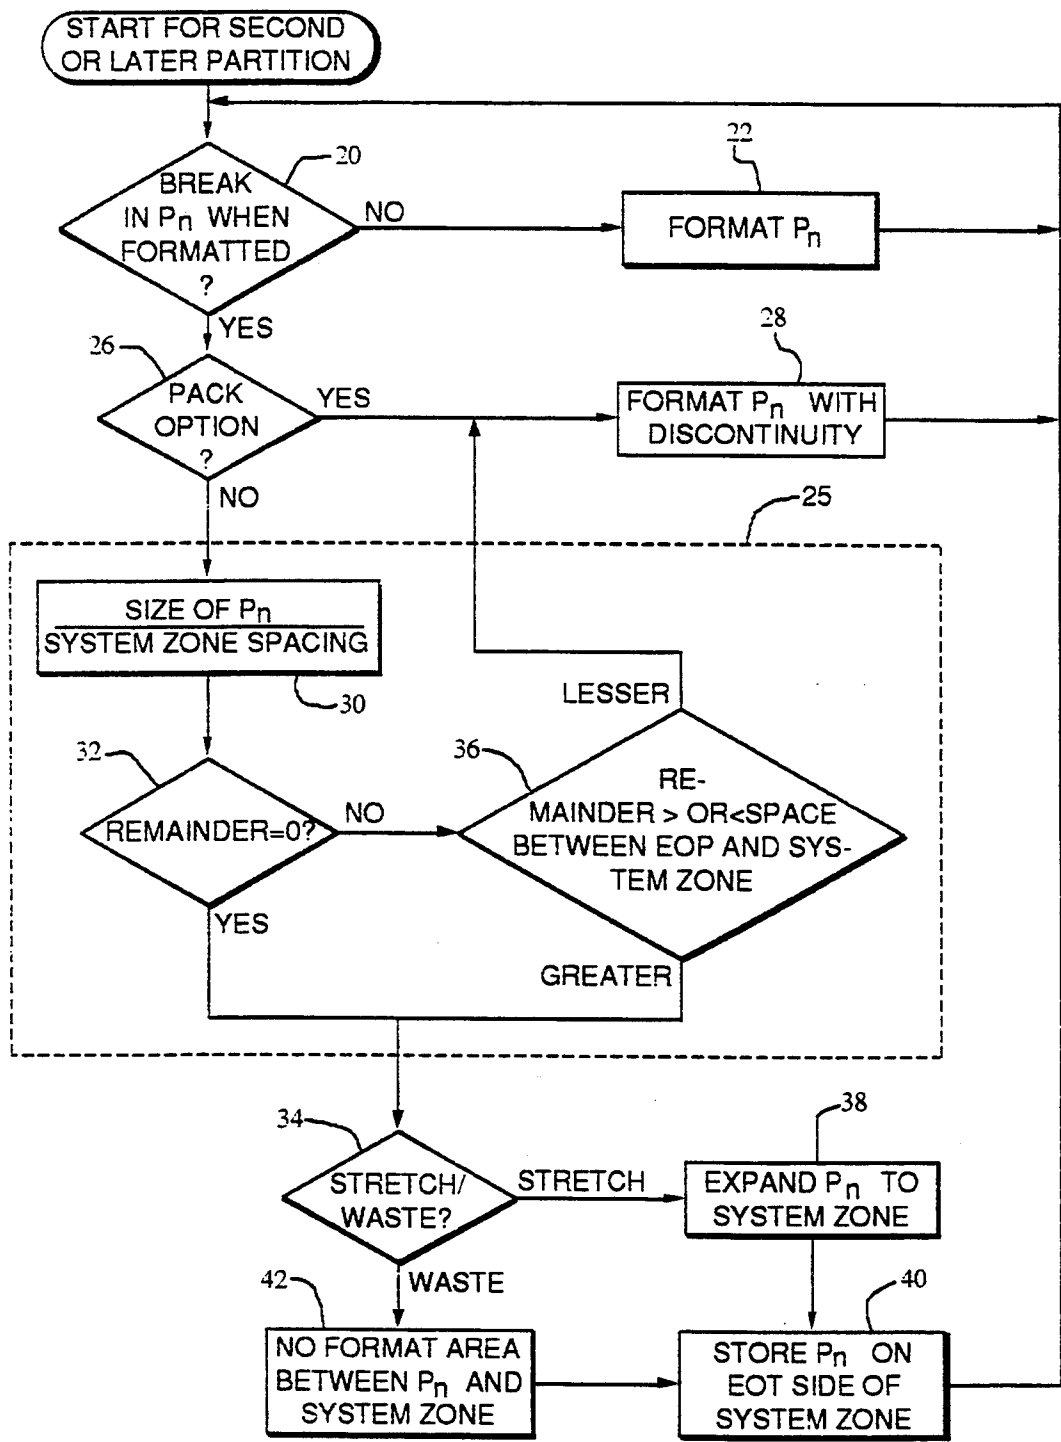 START FOR SECOND
OR LATER PARTITION
20
22
BREAK
IN Pn WHEN
FORMATTED
?
NO
FORMAT Pn
YES
26
28
PACK
OPTION
?
YES
FORMAT Pn WITH
DISCONTINUITY
NO
25
SIZE OF Pn
SYSTEM ZONE SPACING
30
LESSER
32
36
REMAINDER=0?
NO
RE-
MAINDER > OR<SPACE
BETWEEN EOP AND SYS-
TEM ZONE
YES
GREATER
34
38
STRETCH/
WASTE?
STRETCH
EXPAND Pn TO
SYSTEM ZONE
WASTE
42
40
NO FORMAT AREA
BETWEEN Pn AND
SYSTEM ZONE
STORE Pn ON
EOT SIDE OF
SYSTEM ZONE